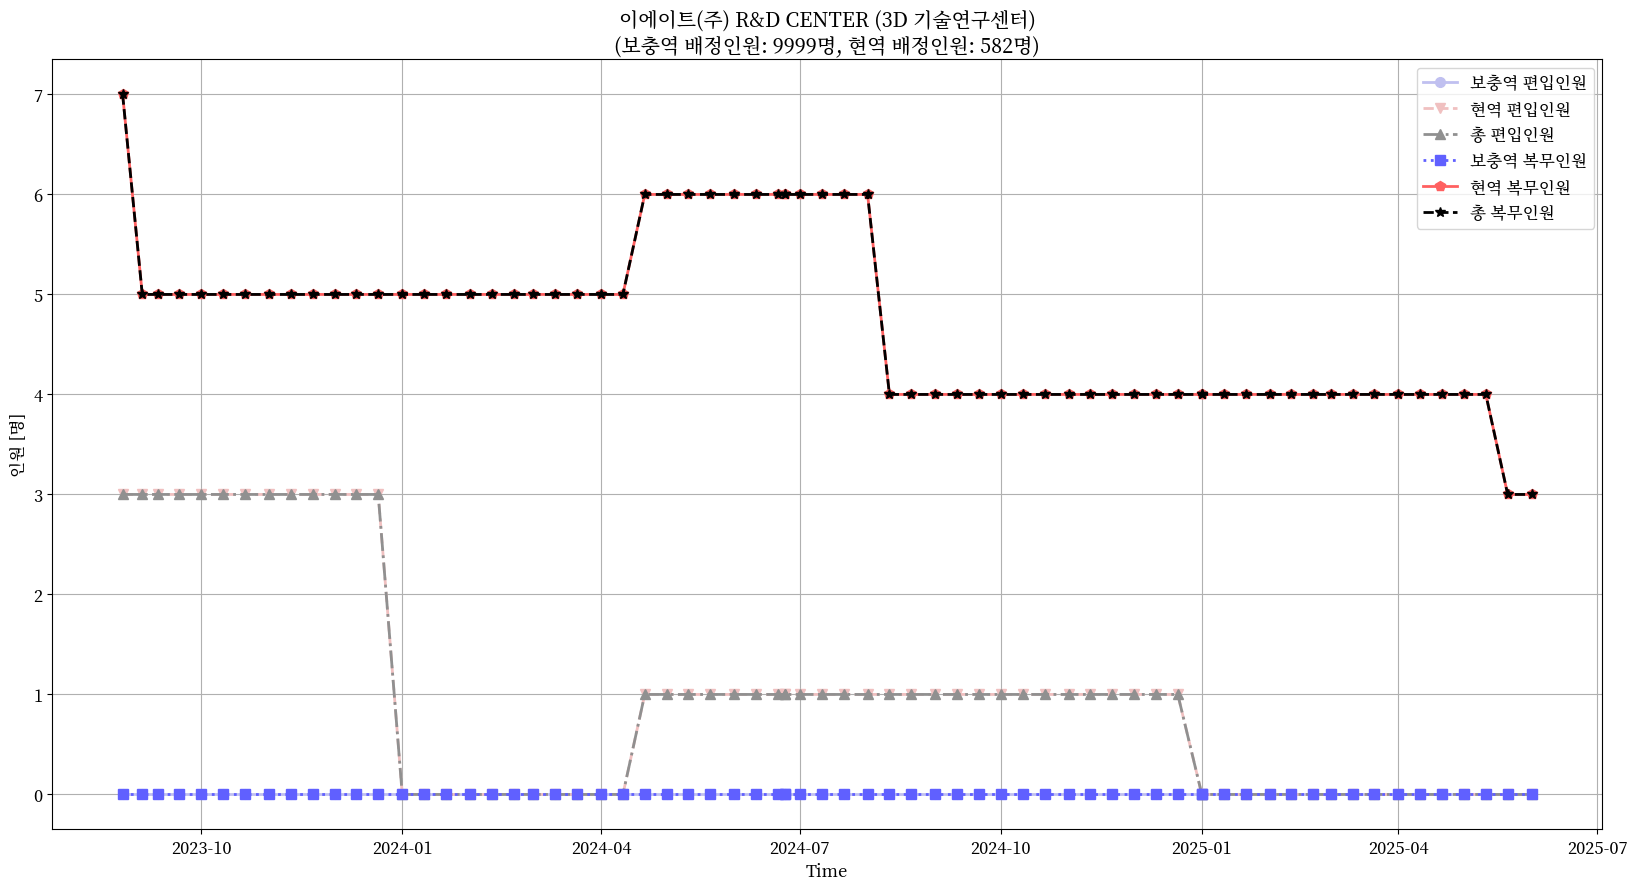 이에이트(주) R&D CENTER (3D 기술연구센터)
(보충역 배정인원: 9999명, 현역 배정인원: 582명)
보충역 편입인원
현역 편입인원
총 편입인원
보충역 복무인원
현역 복무인원
총 복무인원
인원 [명]
7
6
5
4
3
2
1
0
2023-10
2024-01
2024-04
2024-07
2024-10
2025-01
2025-04
2025-07
Time